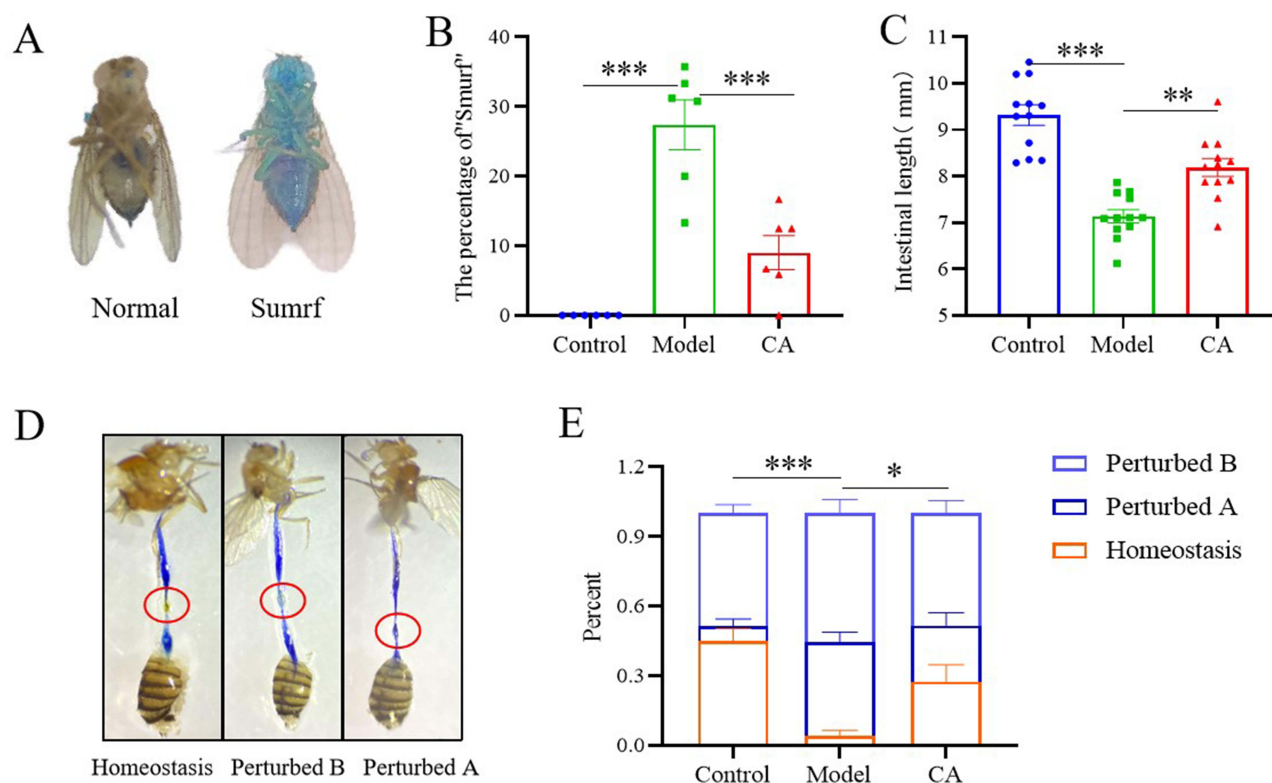 A
Normal
Sumrf
B
The percentage of"Smurf"
40
30
20
10
0
***
***
Control
Model
CA
C
Intestinal length( mm)
11
10
9
8
7
6
5
***
**
Control
Model
CA
D
Homeostasis
Perturbed B
Perturbed A
E
Percent
1.2
0.9
0.6
0.3
0.0
***
*
Control
Model
CA
Perturbed B
Perturbed A
Homeostasis